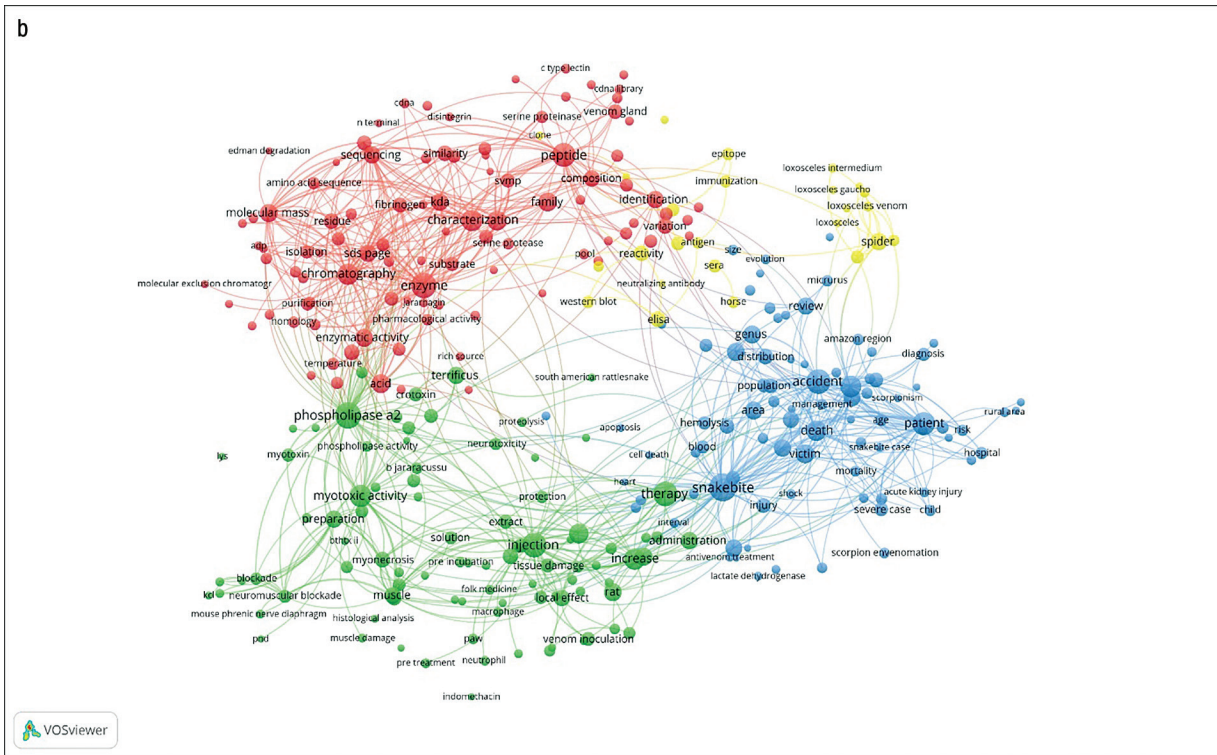 b
c type lectin
cdna library
cdna
venom gland
disintegrin
serine proteinase
n terminal
clone
edman degradation
sequencing
similarity
peptide
epitope
loxosceles intermedium
amino acid sequence
svmp
composition
immunization
loxosceles gaucho
molecular mass
fibrinogen
kda
family
identification
loxosceles venom
residue
characterization
variation
loxosceles
adp
isolation
sds page
serine protease
pool
reactivity
antigen
size
spider
chromatography
substrate
sera
evolution
molecular exclusion chromatogr
enzyme
neutralizing antibody
micrurus
purification
jararhagin
western blot
horse
review
homology
pharmacological activity
elisa
enzymatic activity
genus
amazon region
temperature
rich source
distribution
diagnosis
acid
terrificus
south american rattlesnake
population
accident
crotoxin
management
scorpionism
phospholipase a2
proteolysis
apoptosis
hemolysis
area
age
patient
rural area
death
risk
phospholipase activity
neurotoxicity
blood
snakebite case
lys
myotoxin
cell death
victim
hospital
b jararacussu
mortality
heart
myotoxic activity
protection
therapy
snakebite
shock
acute kidney injury
preparation
extract
interval
injury
severe case
child
bthtx ii
solution
injection
administration
myonecrosis
pre incubation
tissue damage
increase
antivenom treatment
scorpion envenomation
blockade
lactate dehydrogenase
kcl
neuromuscular blockade
muscle
folk medicine
local effect
rat
mouse phrenic nerve diaphragm
histological analysis
macrophage
pnd
muscle damage
paw
venom inoculation
pre treatment
neutrophil
indomethacin
VOSviewer